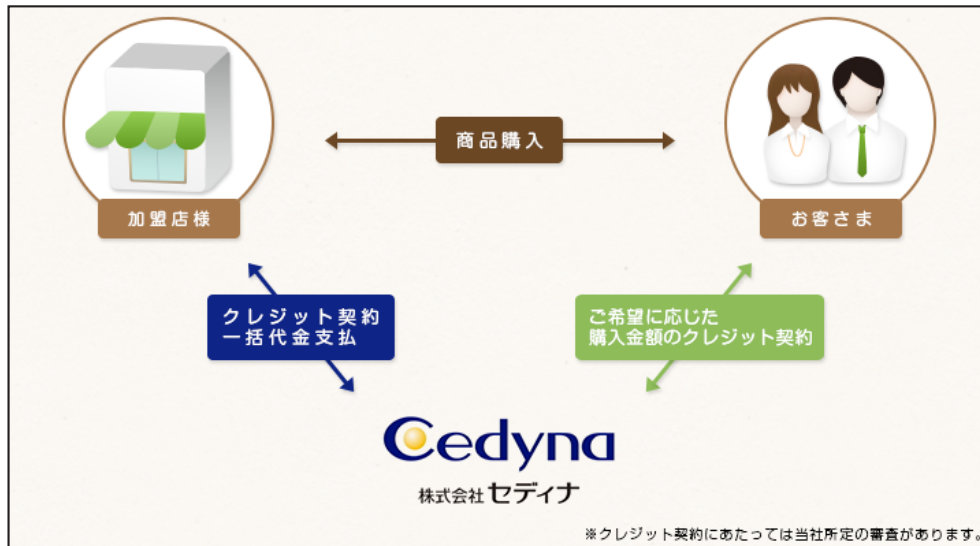 商品購入
加盟店様
お客さま
クレジット契約
一括代金支払
ご希望に応じた
購入金額のクレジット契約
Cedyna
株式会社セディナ
※クレジット契約にあたっては当社所定の審査があります。